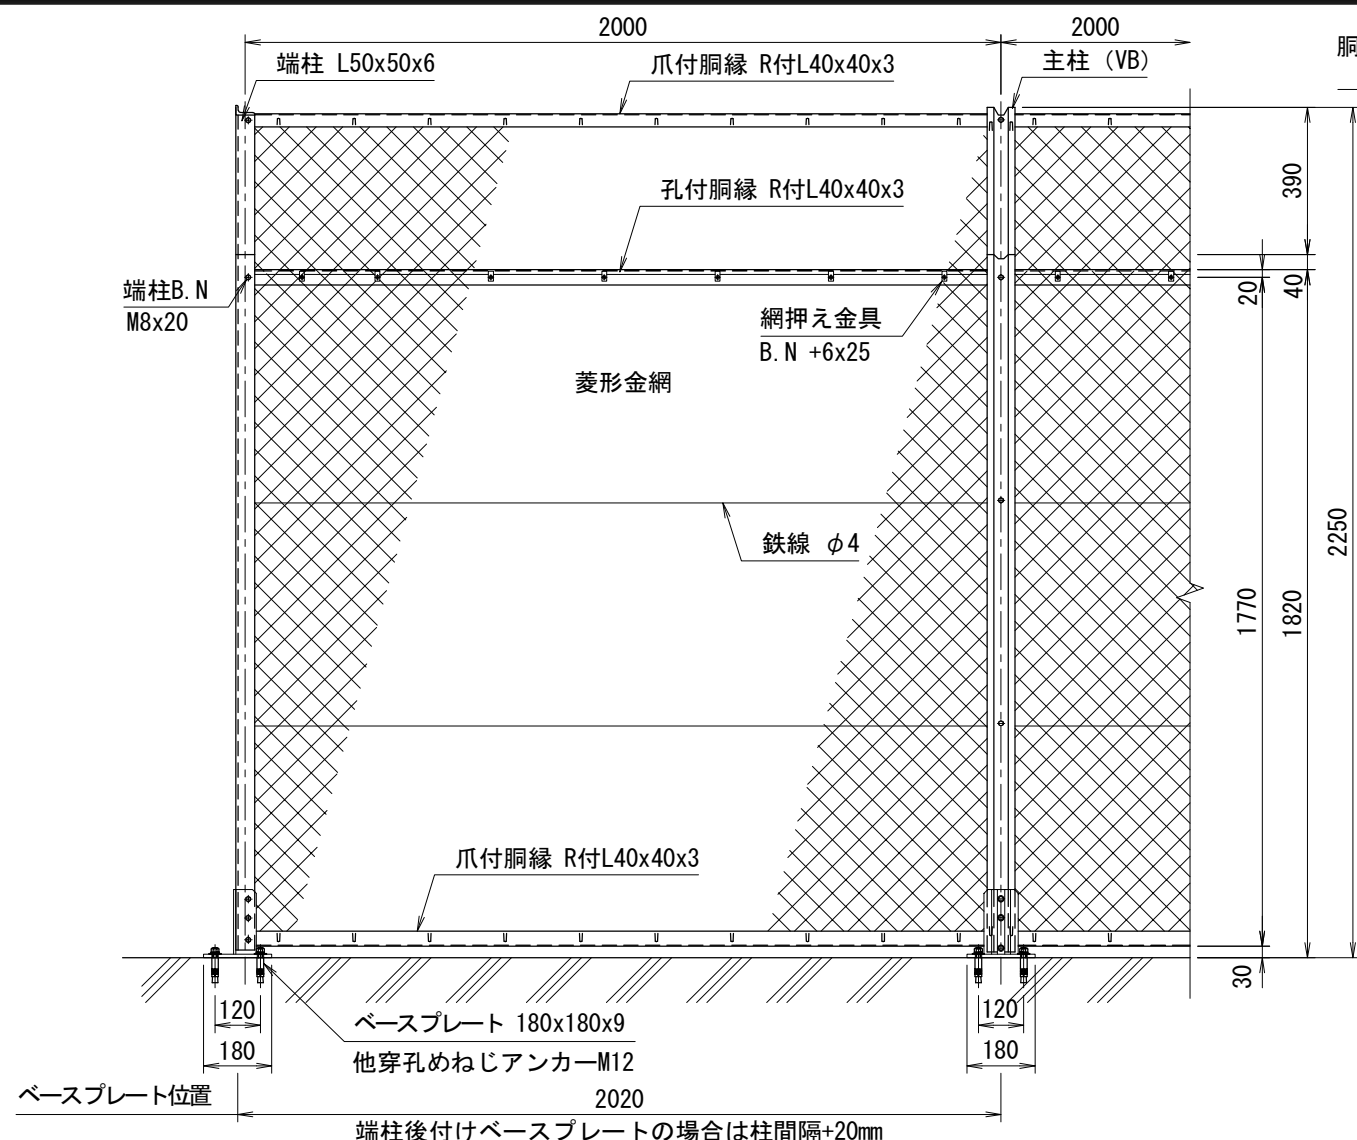 2000
2000
端柱 L50x50x6
爪付胴縁 R付L40x40x3
主柱 (VB)
胴
390
孔付胴縁 R付L40x40x3
端柱B.N
M8x20
20
40
網押え金具
B.N +6x25
菱形金網
鉄線 φ4
2250
1770
1820
爪付胴縁 R付L40x40x3
30
120
180
ベースプレート 180x180x9
他穿孔めねじアンカーM12
120
180
ベースプレート位置
2020
端柱後付けベースプレートの場合は柱間隔+20mm